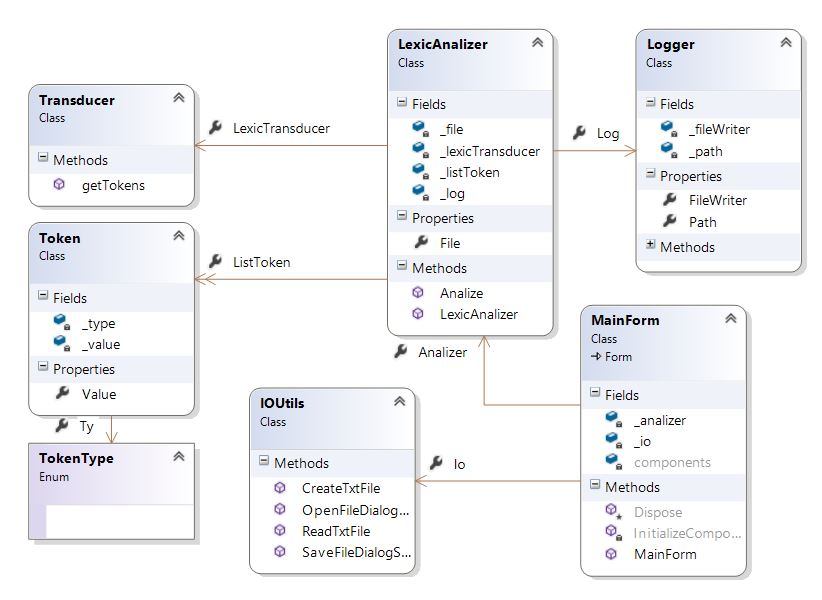 Transducer
Class
Methods
getTokens
LexicTransducer
Token
Class
Fields
_type
_value
Properties
Value
ListToken
Ty
TokenType
Enum
LexicAnalizer
Class
Fields
_file
_lexicTransducer
_listToken
_log
Properties
File
Methods
Analize
LexicAnalizer
Log
Logger
Class
Fields
_fileWriter
_path
Properties
FileWriter
Path
Methods
Analizer
IOUtils
Class
Methods
CreateTxtFile
OpenFileDialog...
ReadTxtFile
SaveFileDialogS...
Io
MainForm
Class
Form
Fields
_analizer
_io
components
Methods
Dispose
InitializeCompo...
MainForm